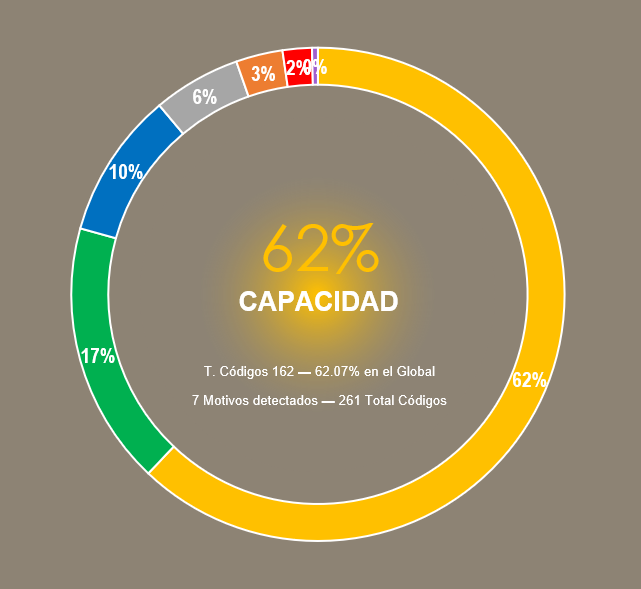 2%
0%
3%
6%
10%
62%
CAPACIDAD
17%
T. Códigos 162 — 62.07% en el Global
62%
7 Motivos detectados — 261 Total Códigos